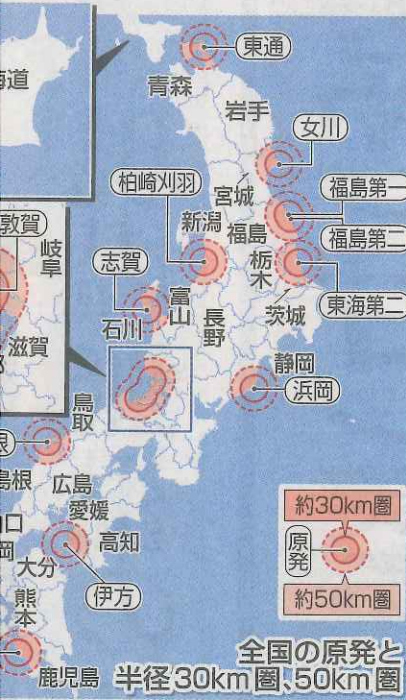 海道
東通
青森
岩手
女川
柏崎刈羽
宮城
福島第一
新潟
福島
福島第二
敦賀
岐阜
志賀
栃木
富山
東海第二
石川
長野
茨城
滋賀
静岡
浜岡
鳥取
根
島根
広島
愛媛
高知
口
岡
大分
伊方
熊本
鹿児島
約30km圏
原発
約50km圏
全国の原発と
半径30km圏、50km圏